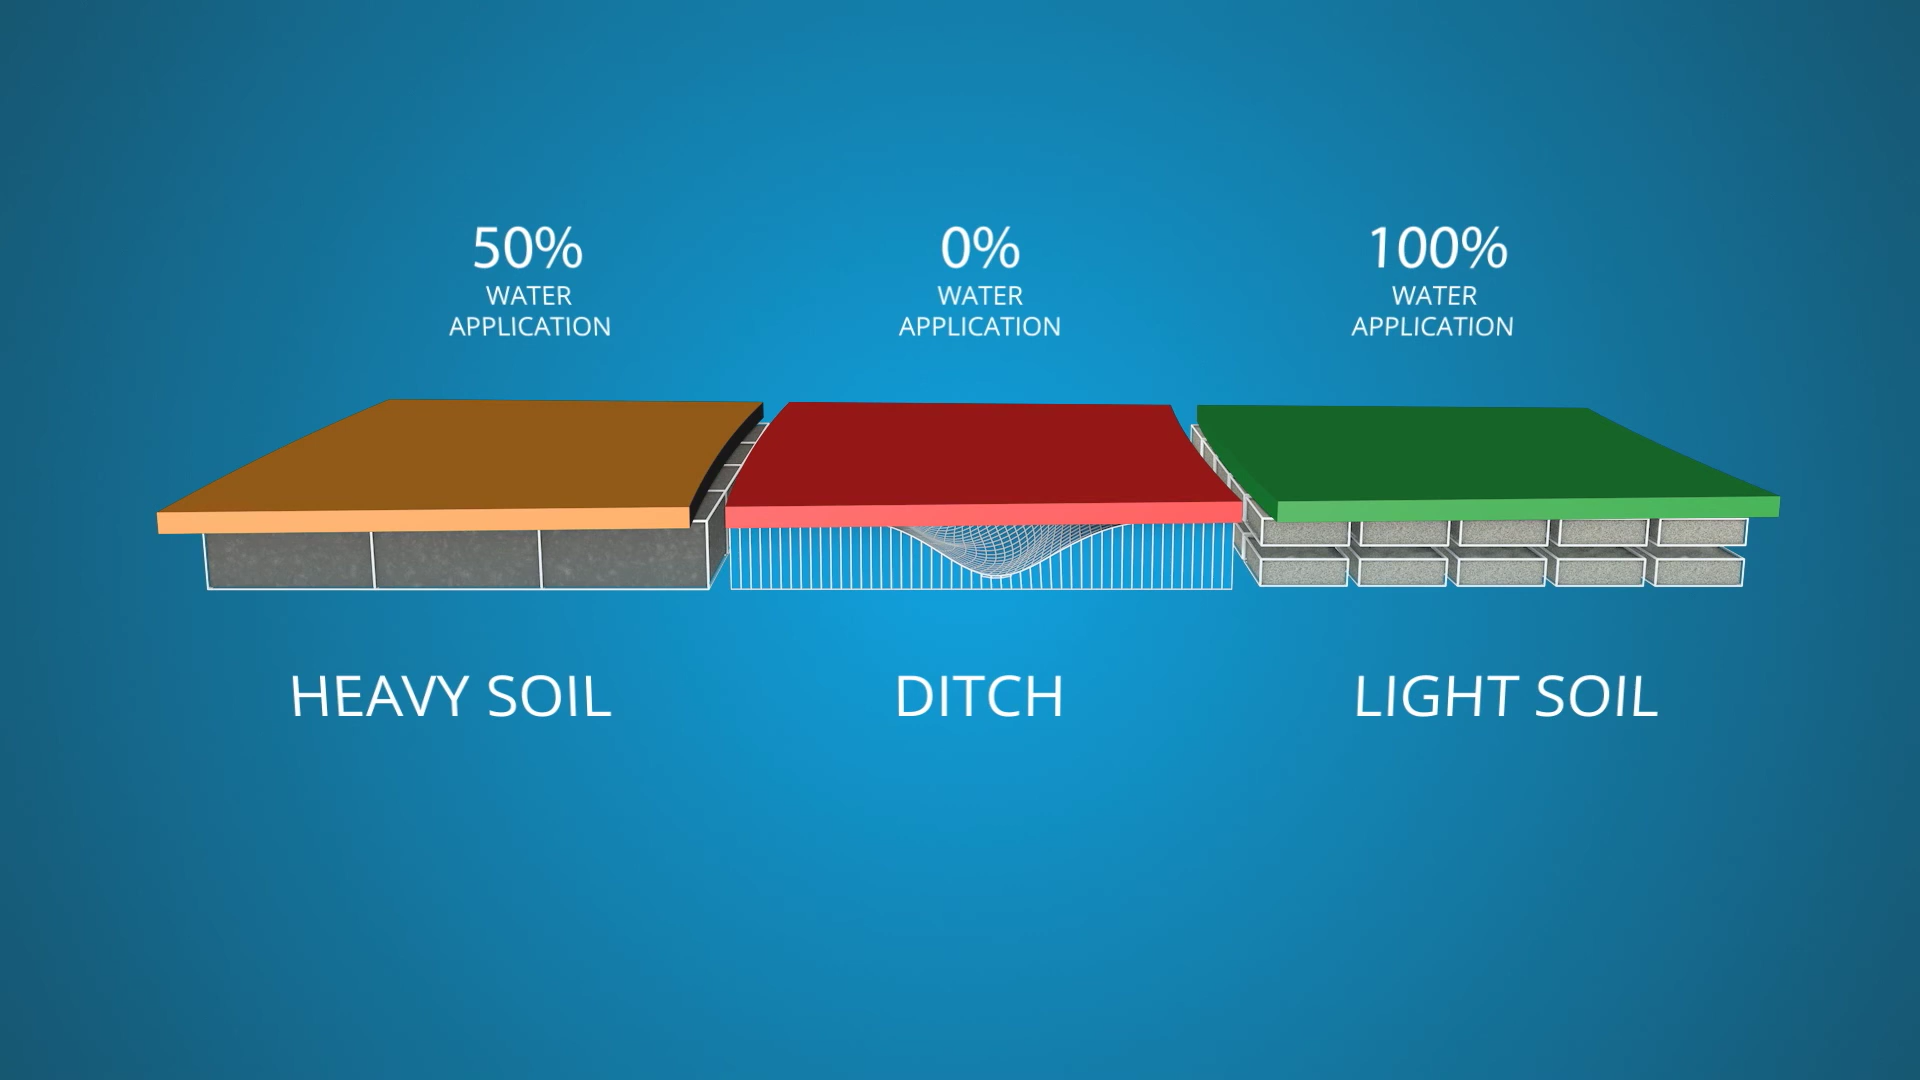 50%
WATER
APPLICATION
0%
WATER
APPLICATION
100%
WATER
APPLICATION
HEAVY SOIL
DITCH
LIGHT SOIL